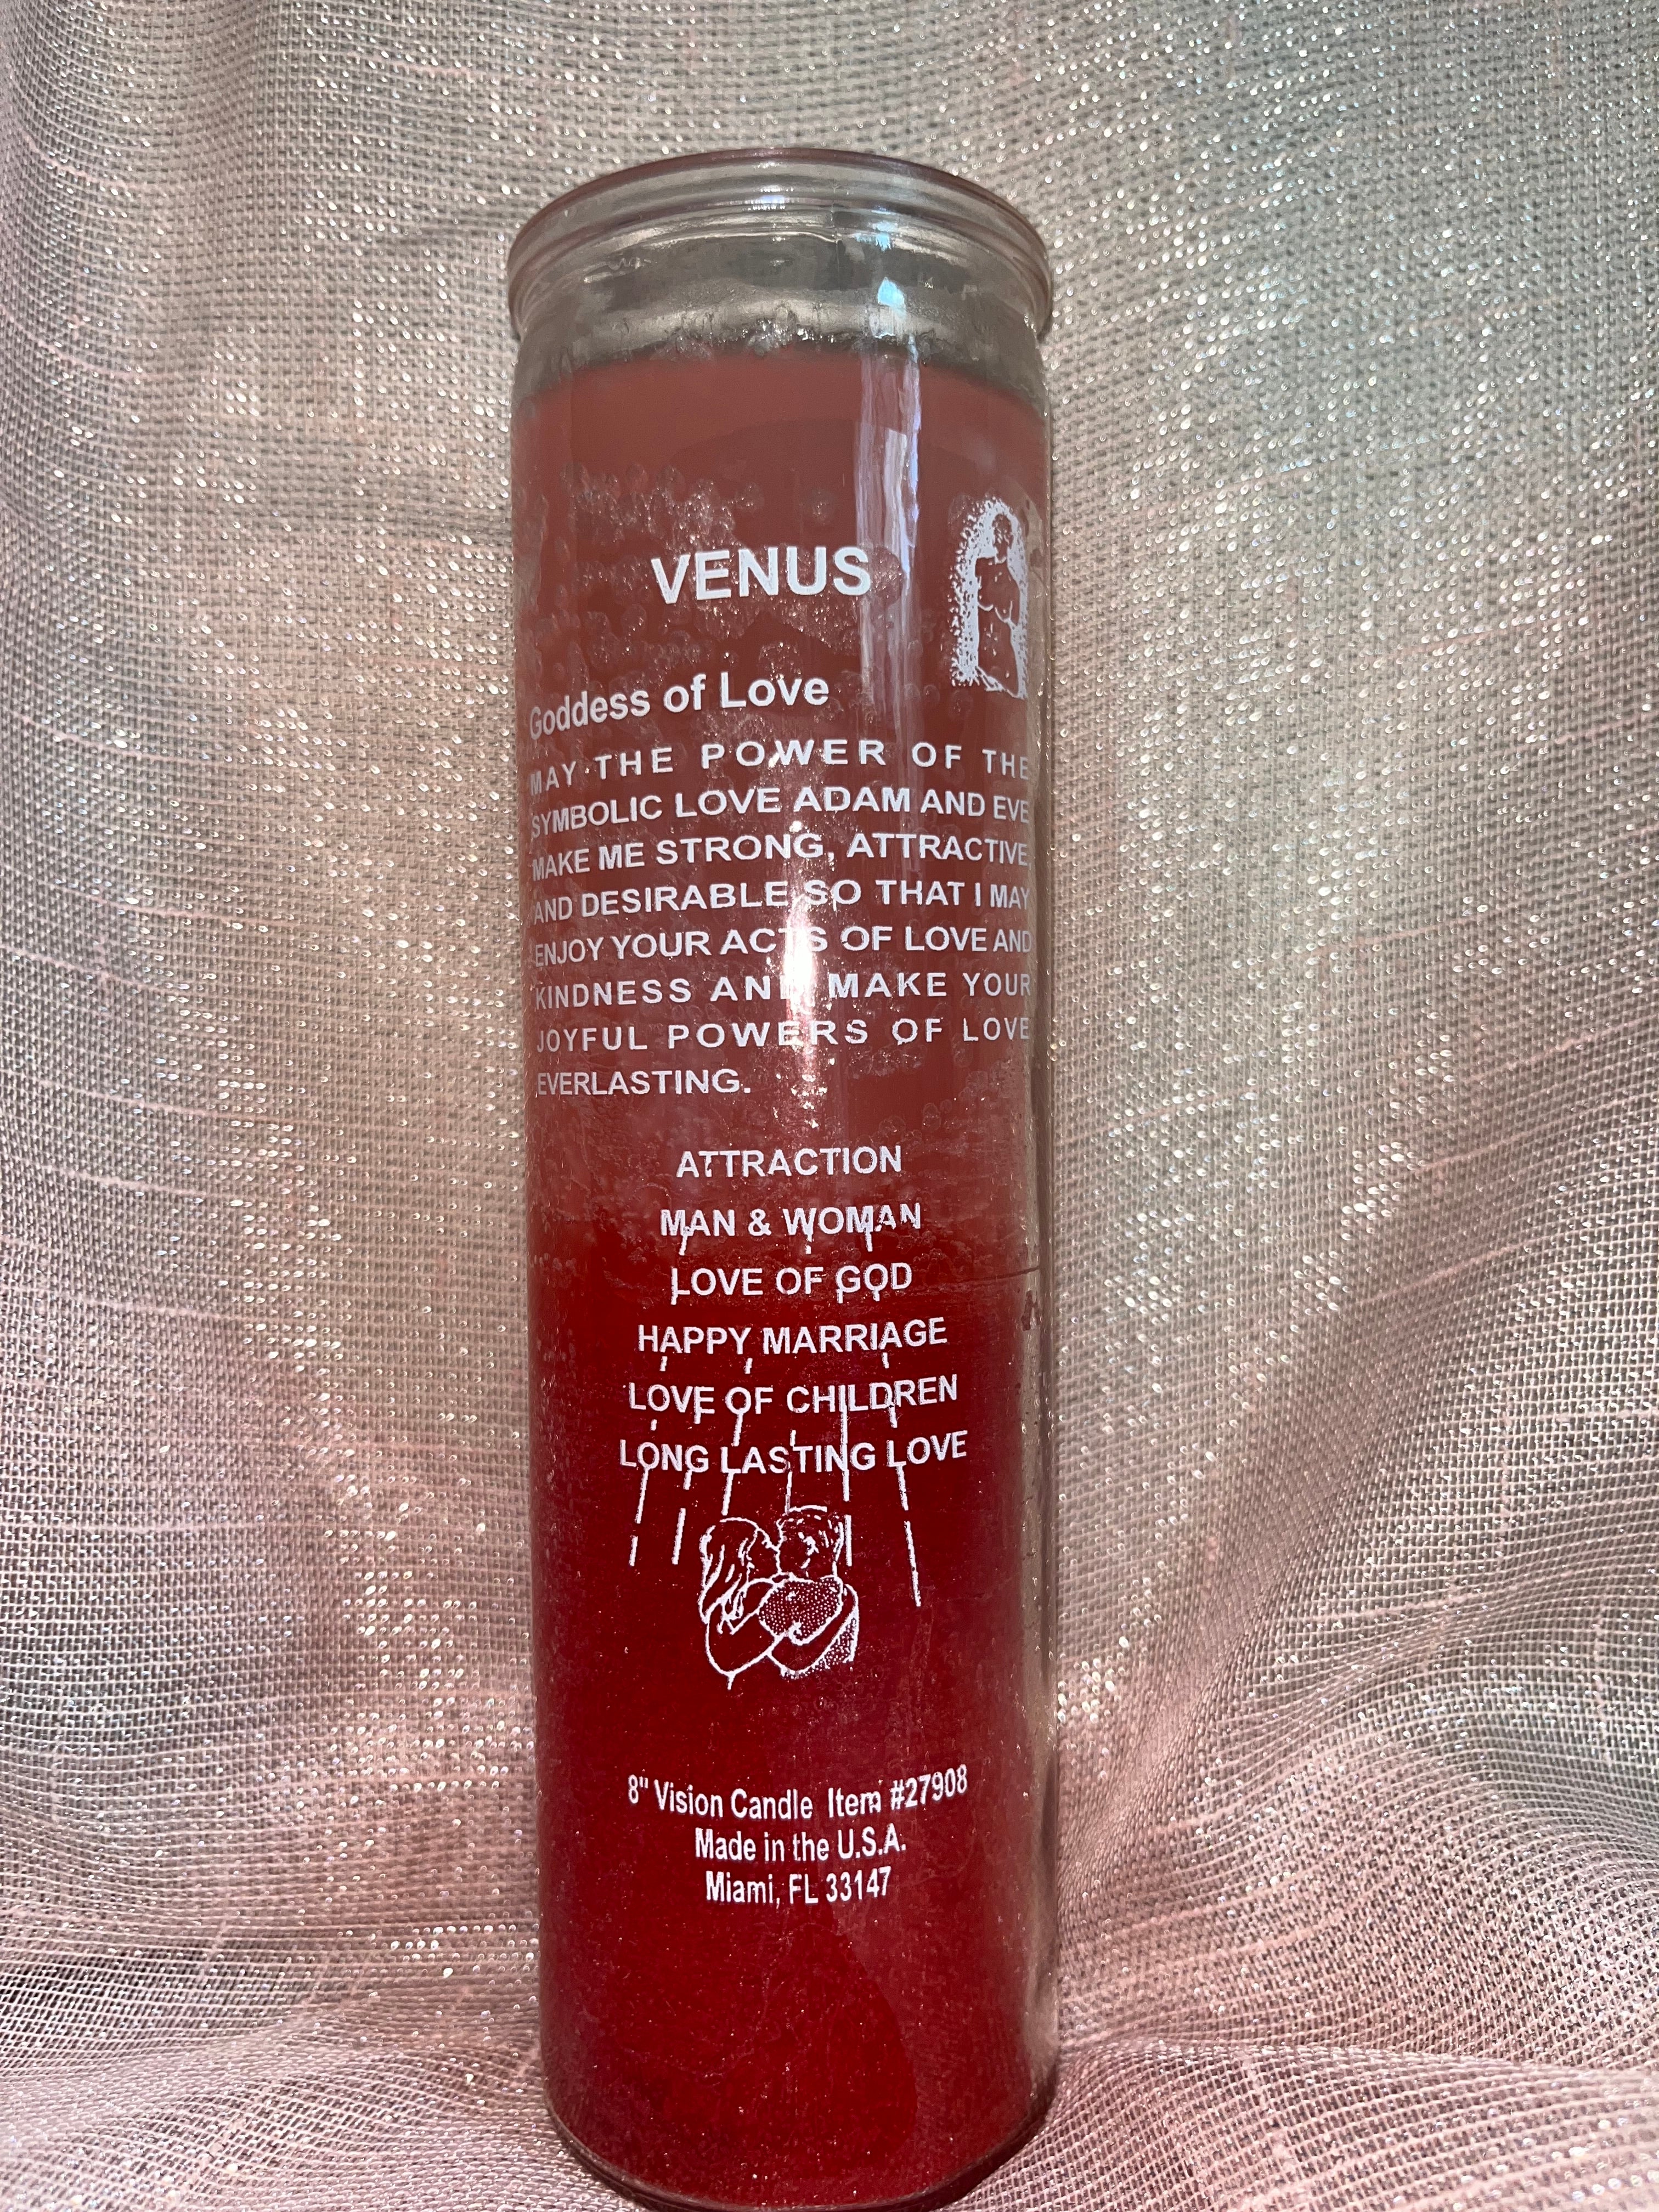 VENUS
Goddess of Love
MAY THE POWER OF THE
SYMBOLIC LOVE ADAM AND EVE
MAKE ME STRONG, ATTRACTIVE
AND DESIRABLE SO THAT I MAY
ENJOY YOUR ACTS OF LOVE AND
KINDNESS AND MAKE YOUR
JOYFUL POWERS OF LOVE
EVERLASTING.
ATTRACTION
MAN & WOMAN
LOVE OF GOD
HAPPY MARRIAGE
LOVE OF CHILDREN
LONG LASTING LOVE
8" Vision Candle Item #27908
Made in the U.S.A.
Miami, FL 33147